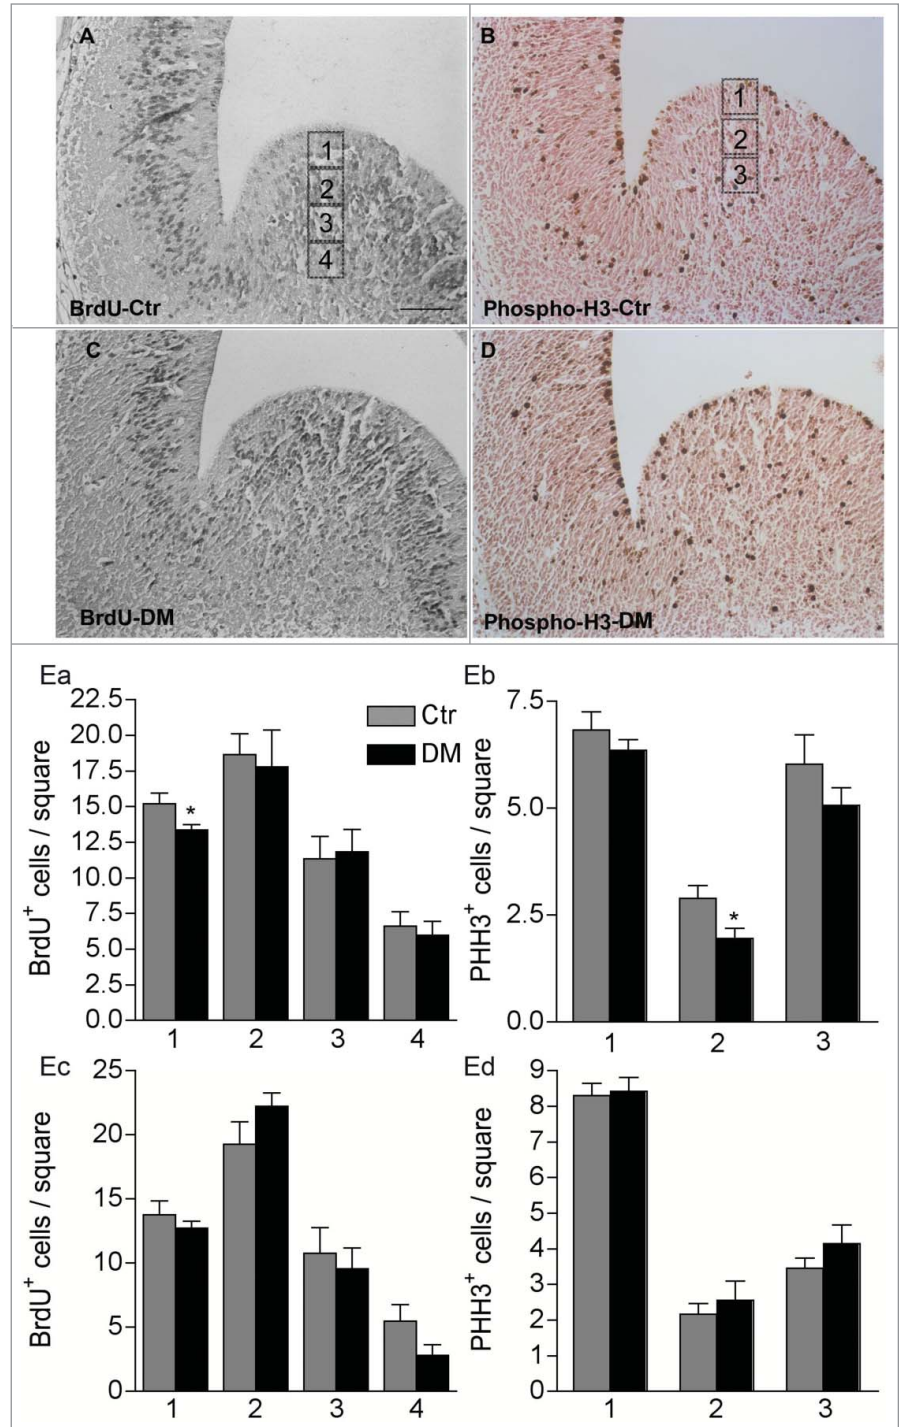 A
B
1
2
3
4
1
2
3
BrdU-Ctr
Phospho-H3-Ctr
C
D
BrdU-DM
Phospho-H3-DM
Ea
22.5
20.0
17.5
15.0
12.5
10.0
7.5
5.0
2.5
0.0
BrdU+ cells / square
*
1 2 3 4
Ctr
DM
Eb
7.5
5.0
2.5
0.0
PHH3+ cells / square
*
1 2 3
Ec
25
20
15
10
5
0
BrdU+ cells / square
1 2 3 4
Ed
9
8
7
6
5
4
3
2
1
0
PHH3+ cells / square
1 2 3